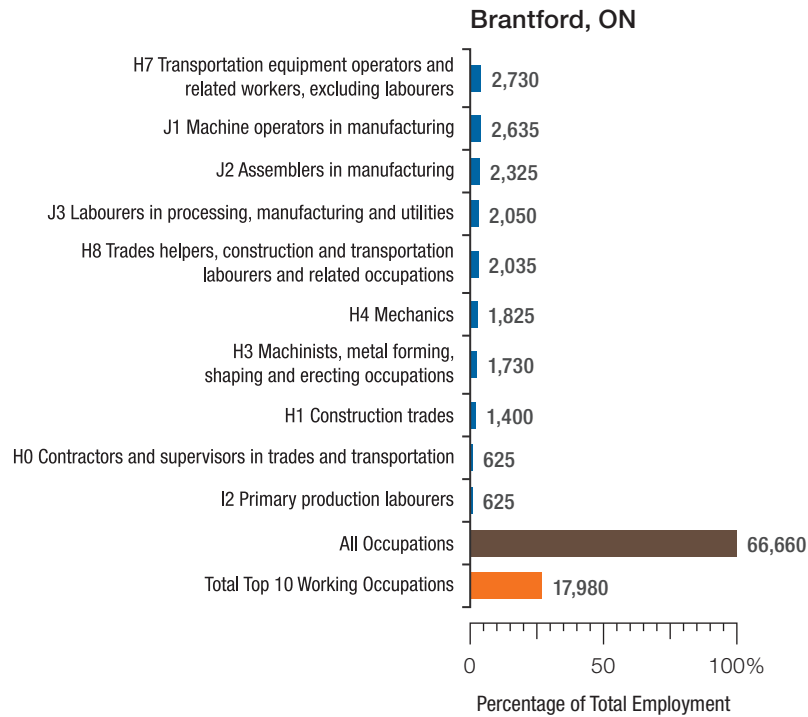 Brantford, ON
H7 Transportation equipment operators and
related workers, excluding labourers
2,730
J1 Machine operators in manufacturing
2,635
J2 Assemblers in manufacturing
2,325
J3 Labourers in processing, manufacturing and utilities
2,050
H8 Trades helpers, construction and transportation
labourers and related occupations
2,035
H4 Mechanics
1,825
H3 Machinists, metal forming,
shaping and erecting occupations
1,730
H1 Construction trades
1,400
H0 Contractors and supervisors in trades and transportation
625
I2 Primary production labourers
625
All Occupations
66,660
Total Top 10 Working Occupations
17,980
0 50 100%
Percentage of Total Employment